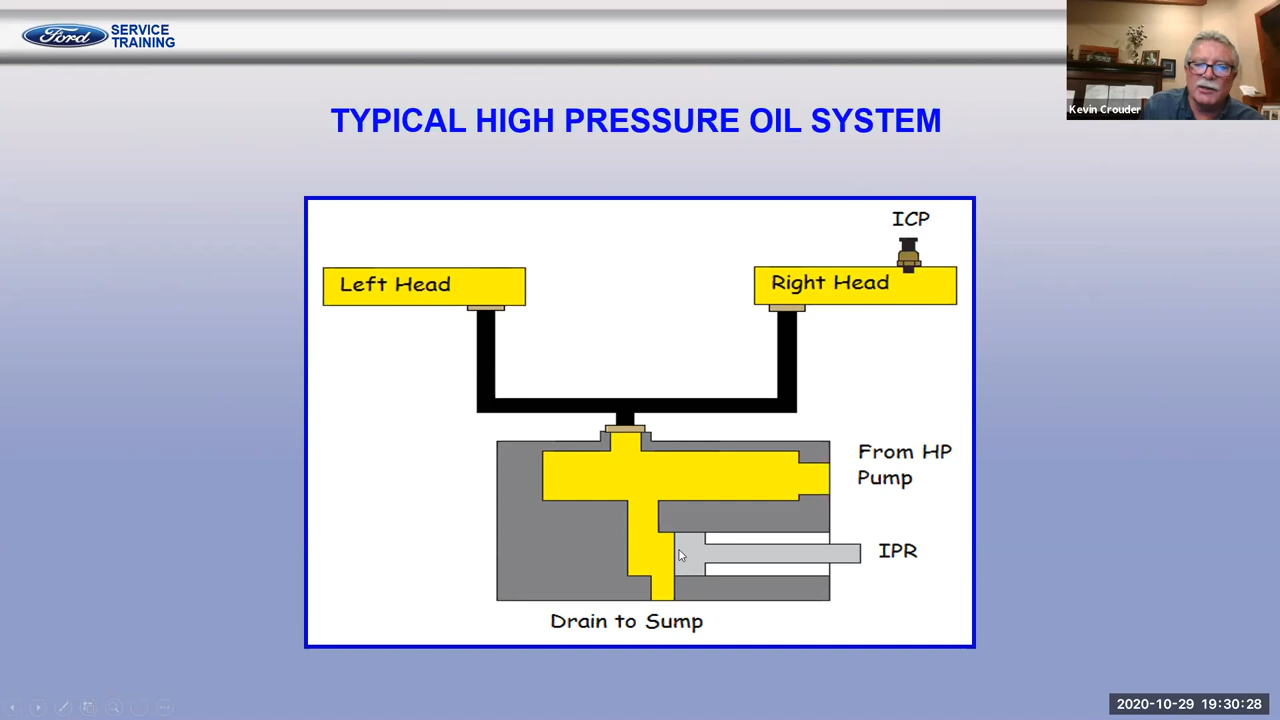 Ford
SERVICE
TRAINING
Kevin Crouder
TYPICAL HIGH PRESSURE OIL SYSTEM
ICP
Left Head
Right Head
From HP
Pump
IPR
Drain to Sump
2020-10-29 19:30:28